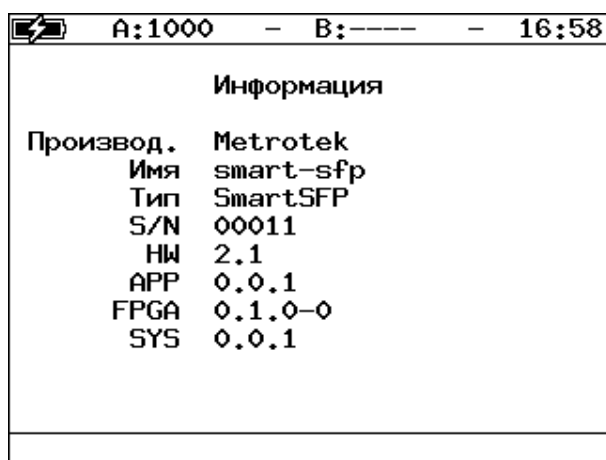 A:1000 - B:---- - 16:58
Информация
Производ. Metrotek
Имя smart-sfp
Тип SmartSFP
S/N 00011
HW 2.1
APP 0.0.1
FPGA 0.1.0-0
SYS 0.0.1